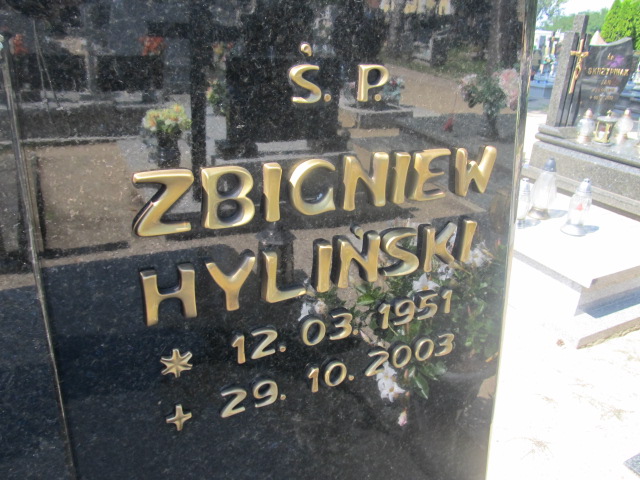 Ś. P.
ZBIGNIEW
HYLIŃSKI
* 12. 03. 1951
+ 29. 10. 2003